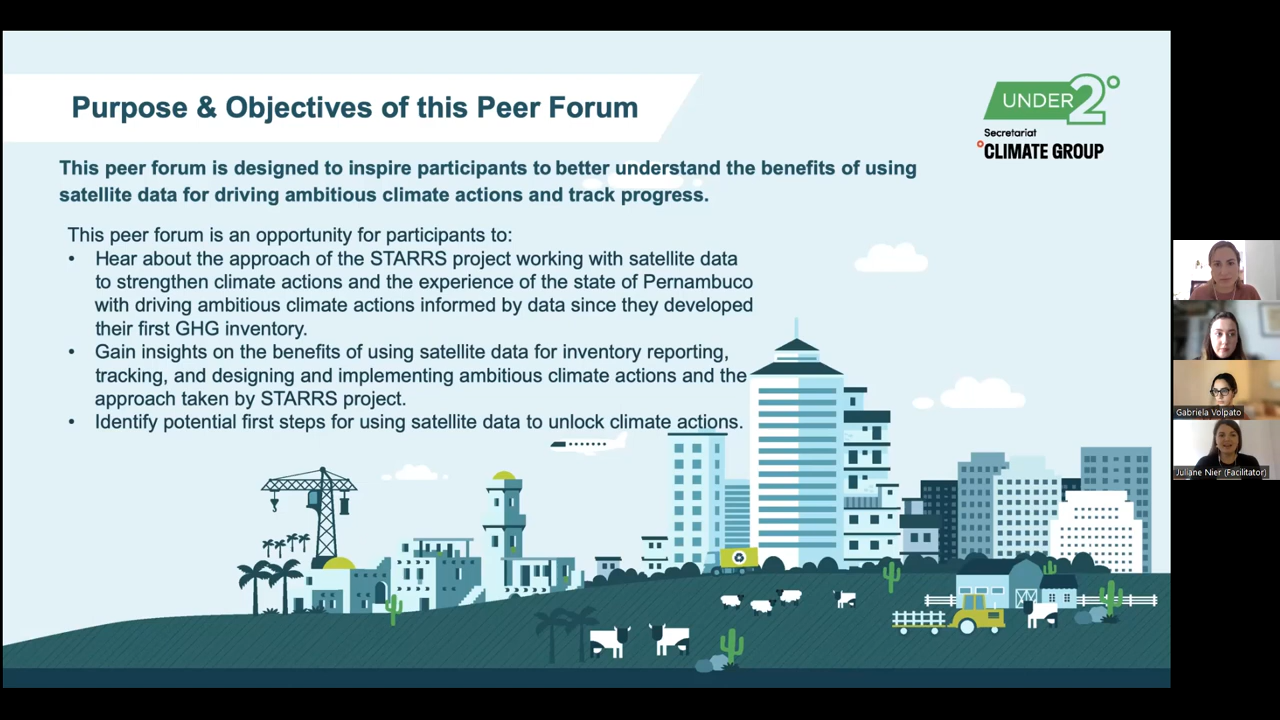 Purpose & Objectives of this Peer Forum
UNDER2°
Secretariat
°CLIMATE GROUP
This peer forum is designed to inspire participants to better understand the benefits of using
satellite data for driving ambitious climate actions and track progress.
This peer forum is an opportunity for participants to:
• Hear about the approach of the STARRS project working with satellite data
to strengthen climate actions and the experience of the state of Pernambuco
with driving ambitious climate actions informed by data since they developed
their first GHG inventory.
• Gain insights on the benefits of using satellite data for inventory reporting,
tracking, and designing and implementing ambitious climate actions and the
approach taken by STARRS project.
• Identify potential first steps for using satellite data to unlock climate actions.
Gabriela Volpato
Juliane Nier (Facilitator)